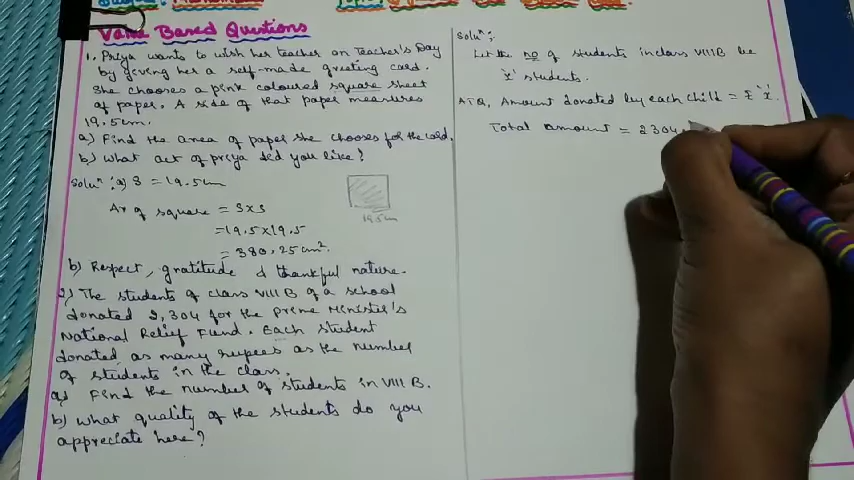 Value Based Questions
1. Priya wants to wish her teacher on Teacher's Day
by giving her a self-made greeting card.
She chooses a pink coloured square sheet
of paper. A side of that paper measures
19.5cm.
a) Find the area of paper she chooses for the card.
b) What act of priya did you like?
Soluⁿ: a) S = 19.5cm
Ar of square = S×S
= 19.5×19.5
= 380.25cm².
19.5cm
b) Respect, gratitude & thankful nature.
2) The students of class VIII B of a school
donated 2,304 for the Prime Minister's
National Relief Fund. Each student
donated as many rupees as the number
of students in the class.
a) Find the number of students in VIII B.
b) What quality of the students do you
appreciate here?
Soluⁿ:
Let the no of students in class VIII B be
'x' students.
ATQ, Amount donated by each child = ₹ 'x'.
Total amount = 2304